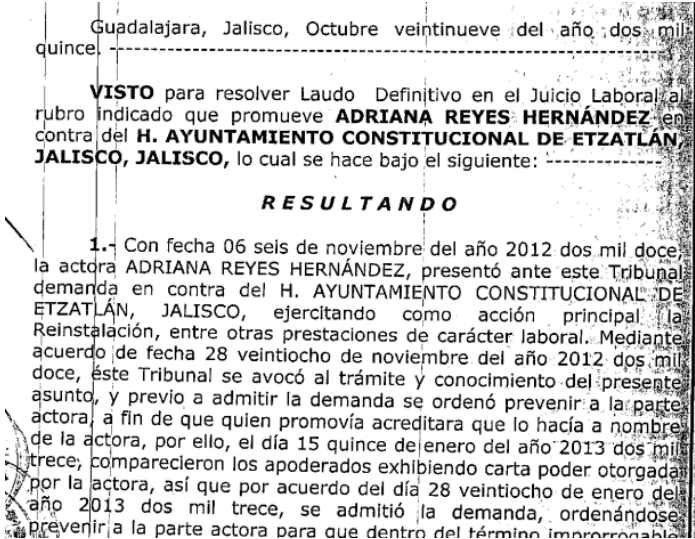 Guadalajara, Jalisco, Octubre veintinueve del año dos mil
quince. ------------------------------------------------------------
VISTO para resolver Laudo Definitivo en el Juicio Laboral al
rubro indicado que promueve ADRIANA REYES HERNÁNDEZ en
contra del H. AYUNTAMIENTO CONSTITUCIONAL DE ETZATLÁN,
JALISCO, JALISCO, lo cual se hace bajo el siguiente: -------------
RESULTANDO
1.- Con fecha 06 seis de noviembre del año 2012 dos mil doce,
la actora ADRIANA REYES HERNÁNDEZ, presentó ante este Tribunal
demanda en contra del H. AYUNTAMIENTO CONSTITUCIONAL DE
ETZATLÁN, JALISCO, ejercitando como acción principal la
Reinstalación, entre otras prestaciones de carácter laboral. Mediante
acuerdo de fecha 28 veintiocho de noviembre del año 2012 dos mil
doce, éste Tribunal se avocó al trámite y conocimiento del presente
asunto, y previo a admitir la demanda se ordenó prevenir a la parte
actora, a fin de que quien promovía acreditara que lo hacía a nombre
de la actora, por ello, el día 15 quince de enero del año 2013 dos mil
trece, comparecieron los apoderados exhibiendo carta poder otorgada
por la actora, así que por acuerdo del día 28 veintiocho de enero del
año 2013 dos mil trece, se admitió la demanda, ordenándose
prevenir a la parte actora para que dentro del término improrrogable